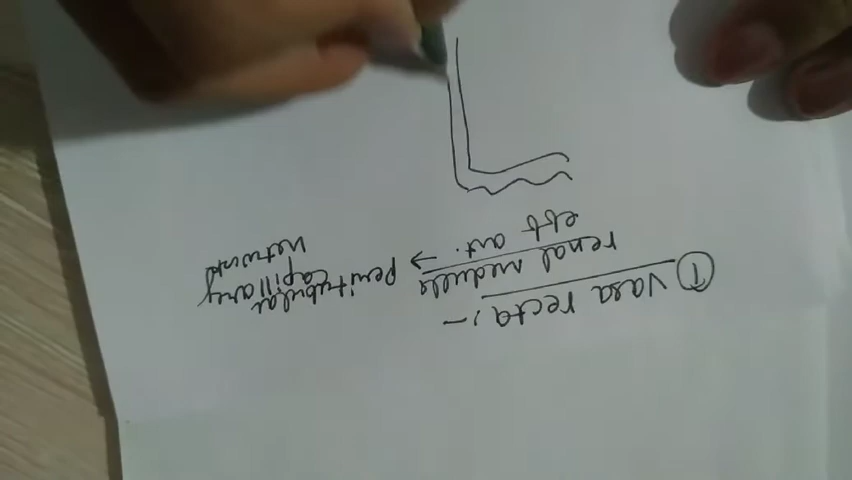 ① Vasa recta :-
renal medulla → Peritubular
capillary
network
eff art.